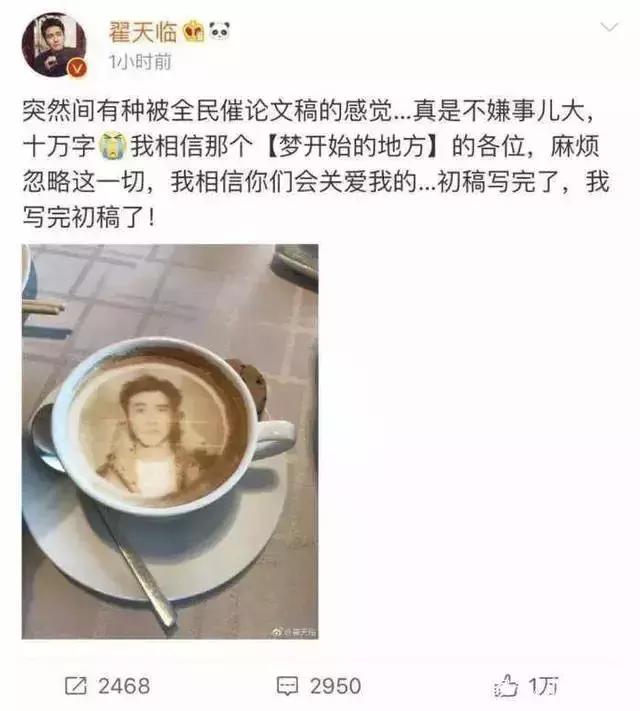 翟天临
1小时前
突然间有种被全民催论文稿的感觉...真是不嫌事儿大，
十万字😭我相信那个【梦开始的地方】的各位，麻烦
忽略这一切，我相信你们会关爱我的...初稿写完了，我
写完初稿了！
@翟天临
2468
2950
1万